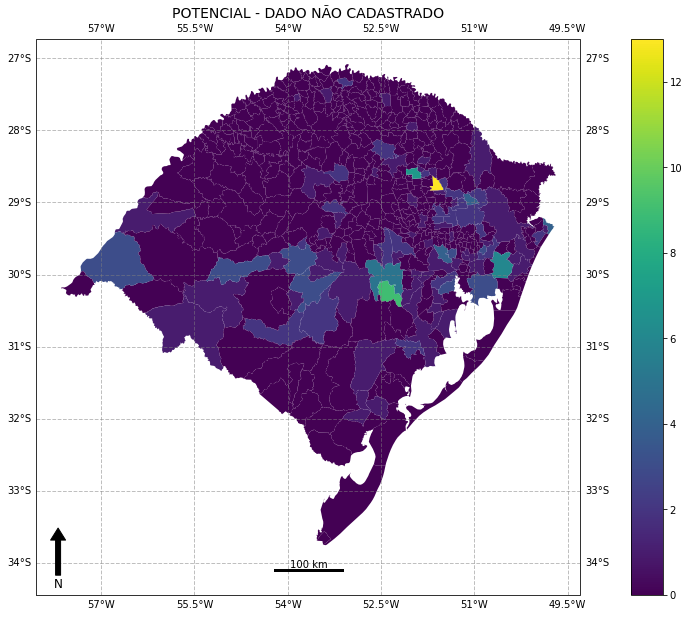 POTENCIAL - DADO NÃO CADASTRADO
57°W 55.5°W 54°W 52.5°W 51°W 49.5°W
27°S 27°S
28°S 28°S
29°S 29°S
30°S 30°S
31°S 31°S
32°S 32°S
33°S 33°S
34°S 34°S
12
10
8
6
4
2
0
N
100 km
57°W 55.5°W 54°W 52.5°W 51°W 49.5°W